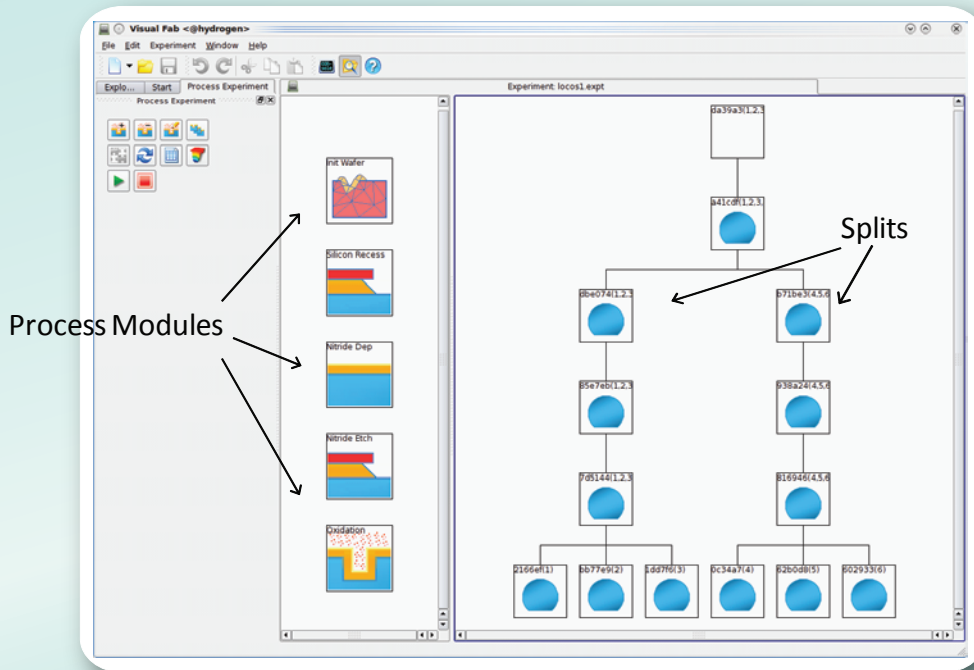 Visual Fab <@hydrogen>
File Edit Experiment Window Help
Explo... Start Process Experiment
Experiment: locos1.expt
Process Experiment
da39a3(1,2,3
Init Wafer
a41cdf(1,2,3,
Splits
Silicon Recess
dbe074(1,2,3
b71be3(4,5,6
Process Modules
Nitride Dep
85e7eb(1,2,3
938a24(4,5,6
Nitride Etch
7d5144(1,2,3
816946(4,5,6
Oxidation
2166ef(1)
bb77e9(2)
1dd7f6(3)
0c34a7(4)
62b0d8(5)
602933(6)